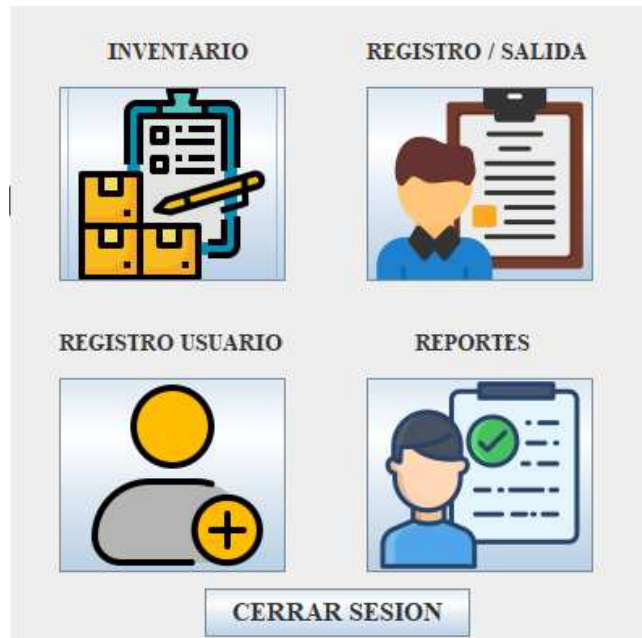 INVENTARIO
REGISTRO / SALIDA
REGISTRO USUARIO
REPORTES
CERRAR SESION